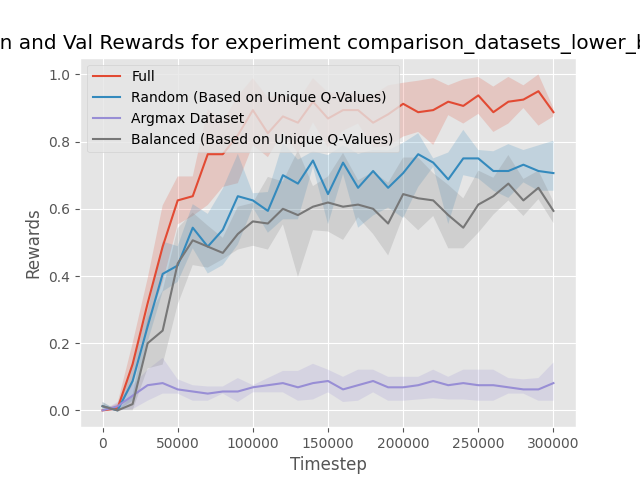 n and Val Rewards for experiment comparison_datasets_lower_b
1.0
0.8
0.6
0.4
0.2
0.0
Rewards
Full
Random (Based on Unique Q-Values)
Argmax Dataset
Balanced (Based on Unique Q-Values)
0 50000 100000 150000 200000 250000 300000
Timestep